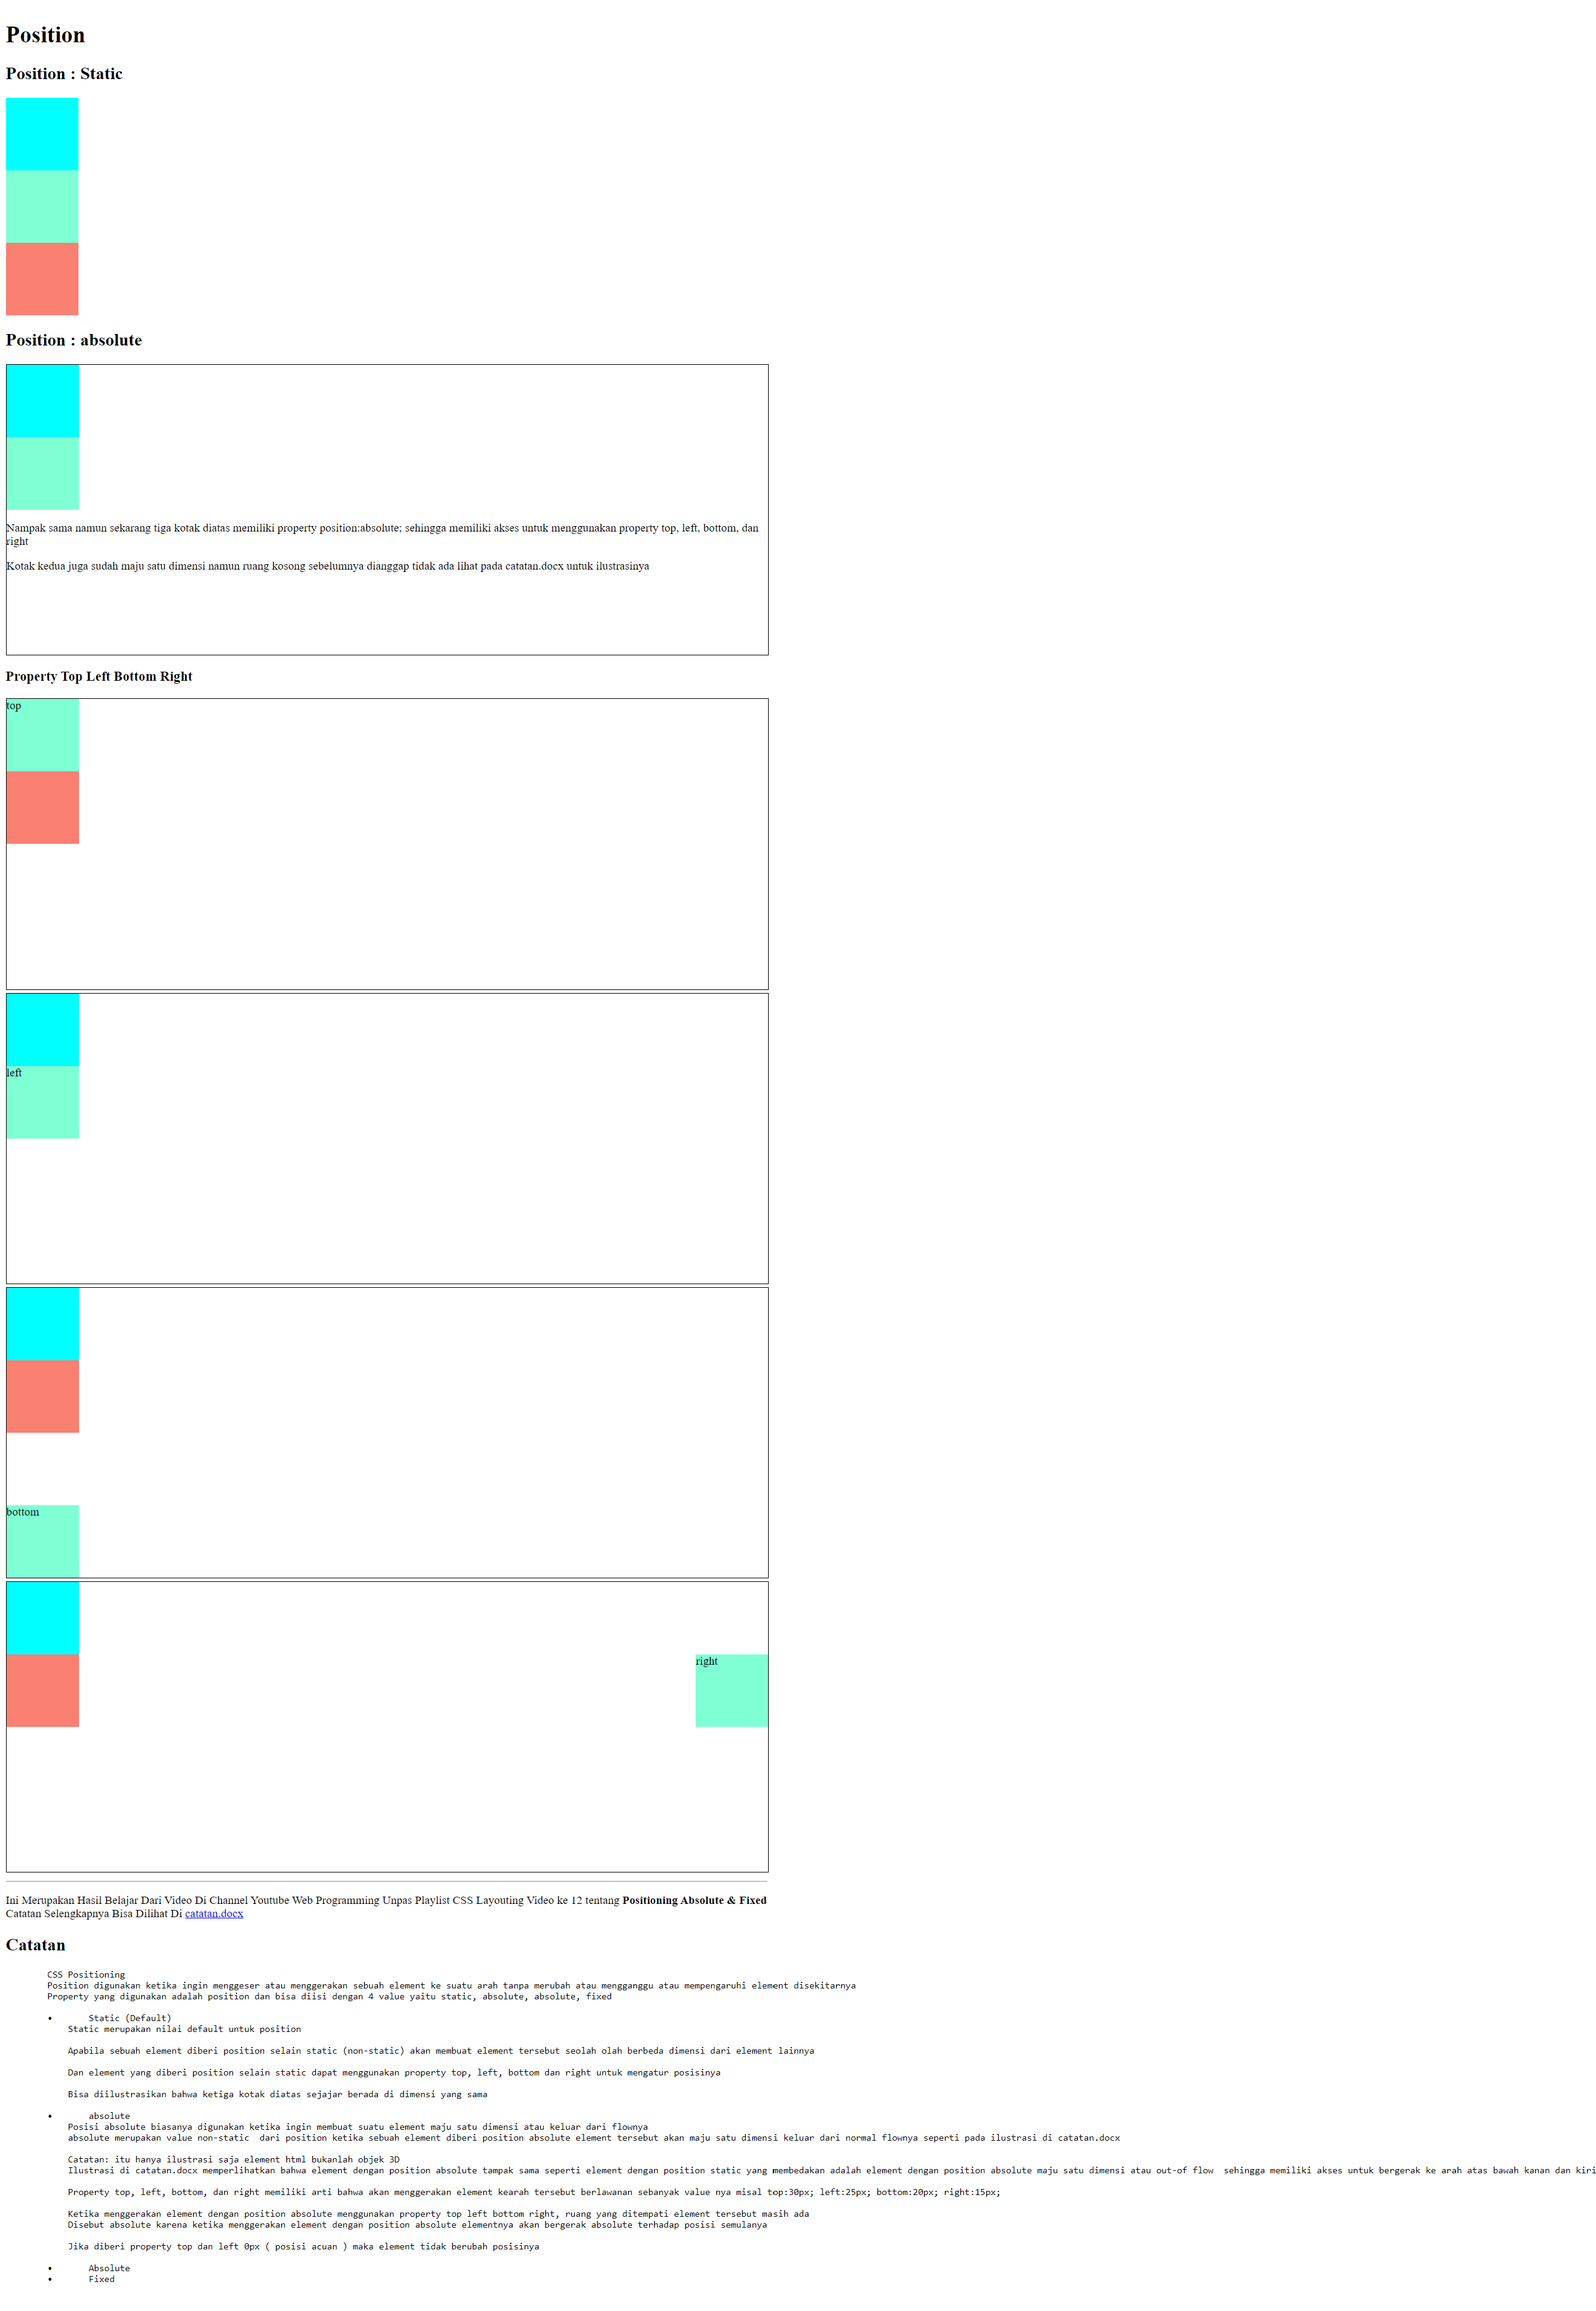 Position
Position : Static
Position : absolute
Nampak sama namun sekarang tiga kotak diatas memiliki property position:absolute; sehingga memiliki akses untuk menggunakan property top, left, bottom, dan
right
Kotak kedua juga sudah maju satu dimensi namun ruang kosong sebelumnya dianggap tidak ada lihat pada catatan.docx untuk ilustrasinya
Property Top Left Bottom Right
top
left
bottom
right
Ini Merupakan Hasil Belajar Dari Video Di Channel Youtube Web Programming Unpas Playlist CSS Layouting Video ke 12 tentang Positioning Absolute & Fixed
Catatan Selengkapnya Bisa Dilihat Di catatan.docx
Catatan
CSS Positioning
Position digunakan ketika ingin menggeser atau menggerakan sebuah element ke suatu arah tanpa merubah atau mengganggu atau mempengaruhi element disekitarnya
Property yang digunakan adalah position dan bisa diisi dengan 4 value yaitu static, absolute, absolute, fixed
• Static (Default)
Static merupakan nilai default untuk position
Apabila sebuah element diberi position selain static (non-static) akan membuat element tersebut seolah olah berbeda dimensi dari element lainnya
Dan element yang diberi position selain static dapat menggunakan property top, left, bottom dan right untuk mengatur posisinya
Bisa diilustrasikan bahwa ketiga kotak diatas sejajar berada di dimensi yang sama
• absolute
Posisi absolute biasanya digunakan ketika ingin membuat suatu element maju satu dimensi atau keluar dari flownya
absolute merupakan value non-static  dari position ketika sebuah element diberi position absolute element tersebut akan maju satu dimensi keluar dari normal flownya seperti pada ilustrasi di catatan.docx
Catatan: itu hanya ilustrasi saja element html bukanlah objek 3D
Ilustrasi di catatan.docx memperlihatkan bahwa element dengan position absolute tampak sama seperti element dengan position static yang membedakan adalah element dengan position absolute maju satu dimensi atau out-of flow  sehingga memiliki akses untuk bergerak ke arah atas bawah kanan dan kiri
Property top, left, bottom, dan right memiliki arti bahwa akan menggerakan element kearah tersebut berlawanan sebanyak value nya misal top:30px; left:25px; bottom:20px; right:15px;
Ketika menggerakan element dengan position absolute menggunakan property top left bottom right, ruang yang ditempati element tersebut masih ada
Disebut absolute karena ketika menggerakan element dengan position absolute elementnya akan bergerak absolute terhadap posisi semulanya
Jika diberi property top dan left 0px ( posisi acuan ) maka element tidak berubah posisinya
• Absolute
• Fixed